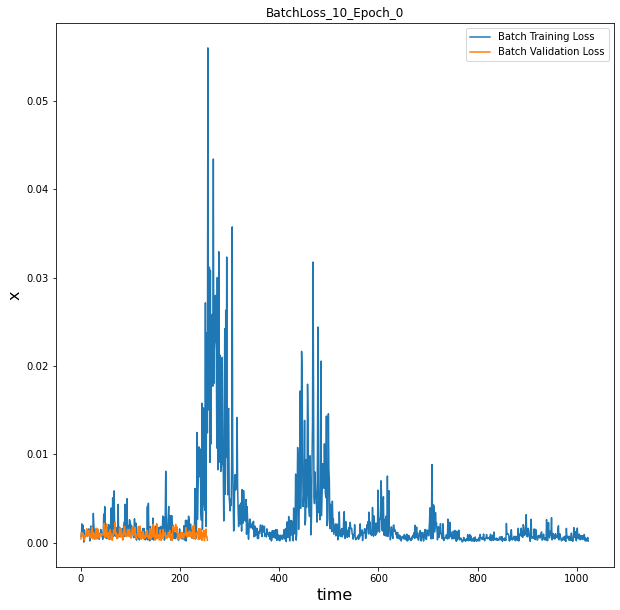 BatchLoss_10_Epoch_0
Batch Training Loss
Batch Validation Loss
0.05
0.04
0.03
0.02
0.01
0.00
x
0 200 400 600 800 1000
time